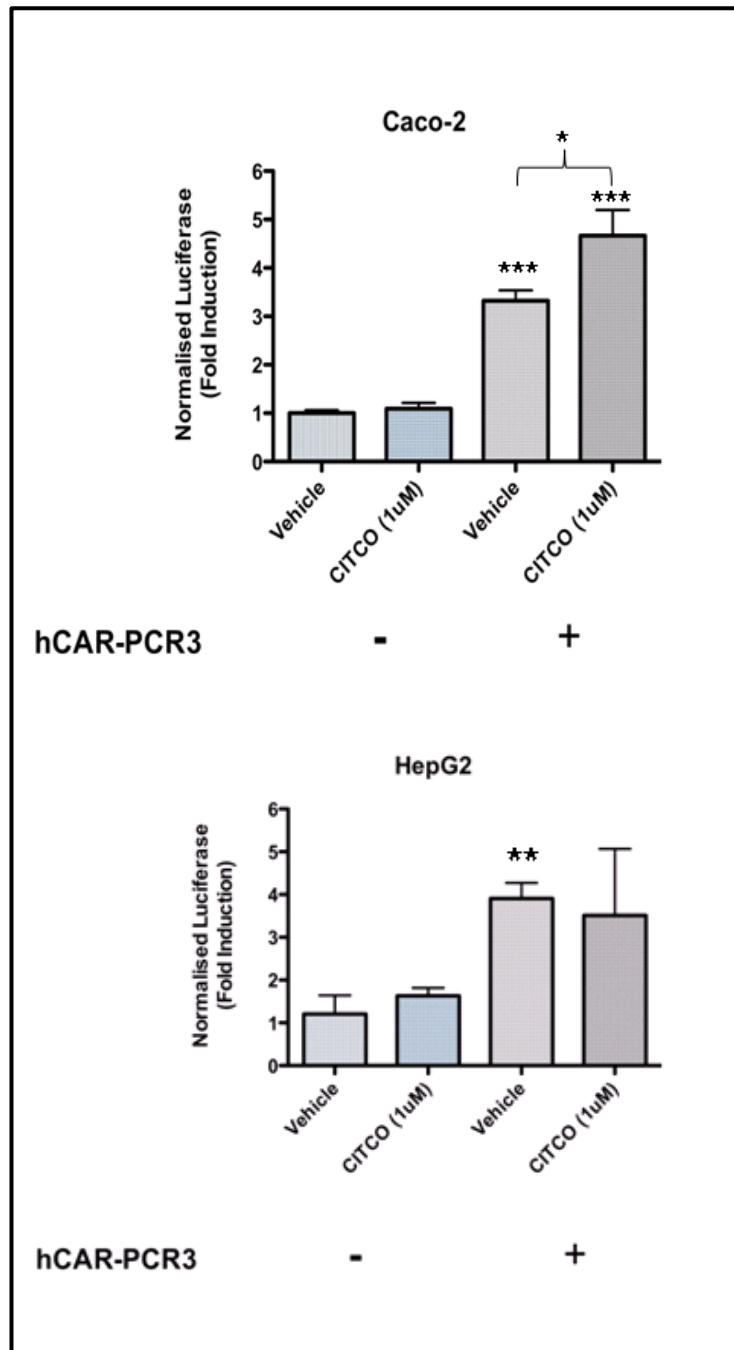 Caco-2
*
***
***
Normalised Luciferase
(Fold Induction)
6
5
4
3
2
1
0
Vehicle
CITCO (1uM)
Vehicle
CITCO (1uM)
hCAR-PCR3 - +
HepG2
**
Normalised Luciferase
(Fold Induction)
6
5
4
3
2
1
0
Vehicle
CITCO (1uM)
Vehicle
CITCO (1uM)
hCAR-PCR3 - +